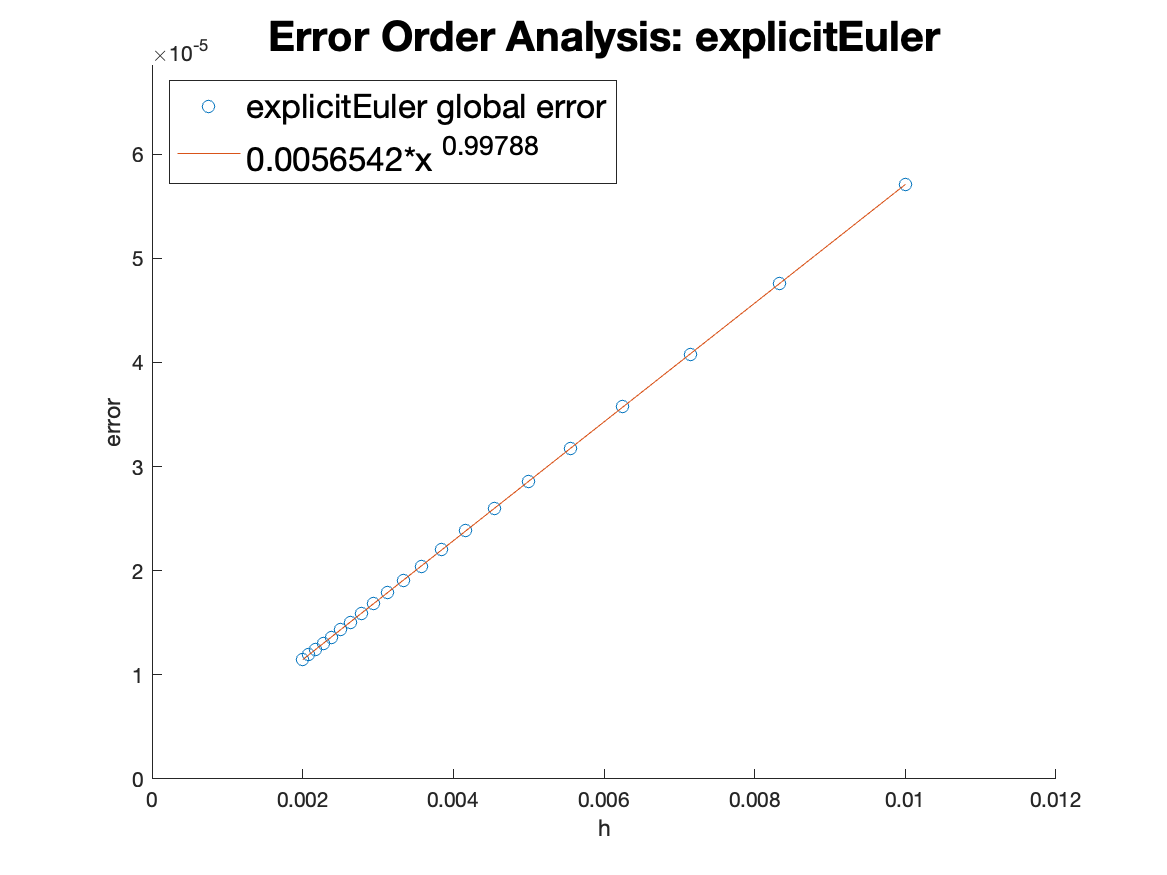 Error Order Analysis: explicitEuler
×10⁻⁵
explicitEuler global error
0.0056542*x 0.99788
6
5
4
3
2
1
0
error
0 0.002 0.004 0.006 0.008 0.01 0.012
h